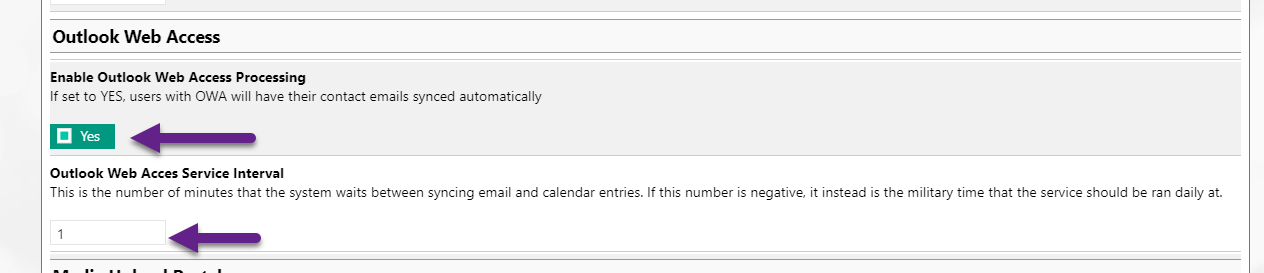 Outlook Web Access
Enable Outlook Web Access Processing
If set to YES, users with OWA will have their contact emails synced automatically
Yes
Outlook Web Acces Service Interval
This is the number of minutes that the system waits between syncing email and calendar entries. If this number is negative, it instead is the military time that the service should be ran daily at.
1